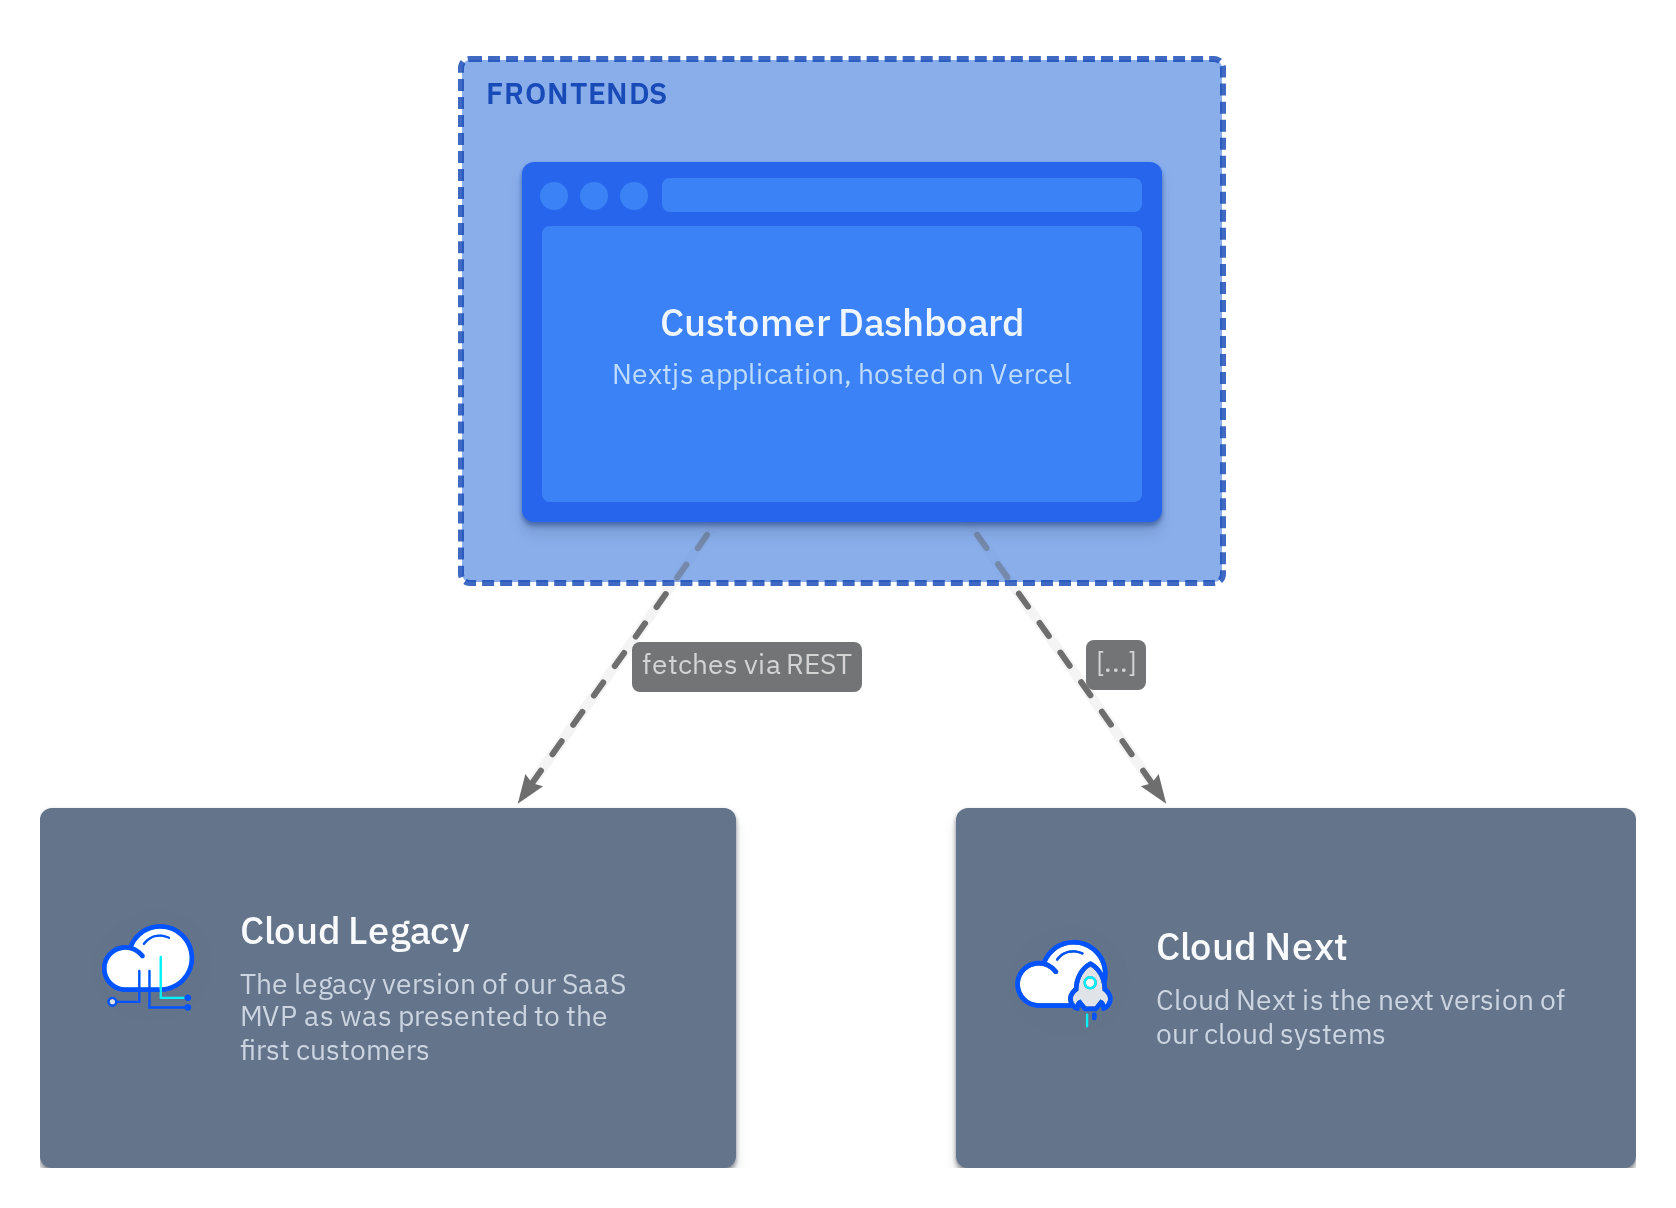 FRONTENDS
Customer Dashboard
Nextjs application, hosted on Vercel
fetches via REST
[...]
Cloud Legacy
The legacy version of our SaaS
MVP as was presented to the
first customers
Cloud Next
Cloud Next is the next version of
our cloud systems